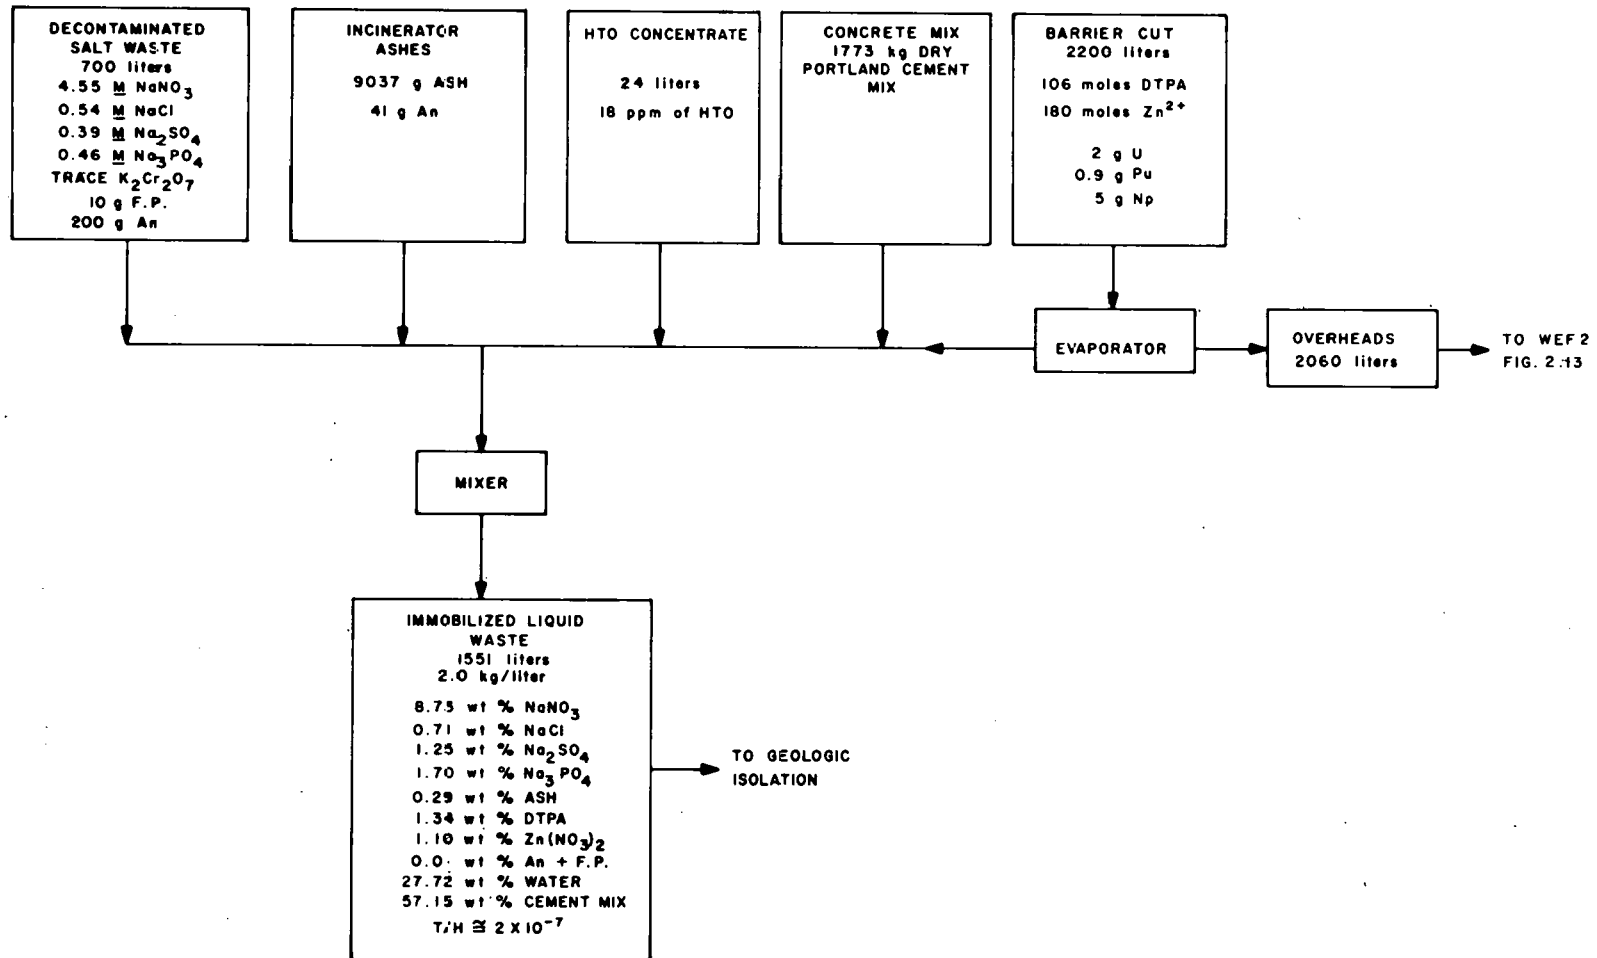 DECONTAMINATED
SALT WASTE
700 liters
4.55 M NaNO3
0.54 M NaCl
0.39 M Na2SO4
0.46 M Na3PO4
TRACE K2Cr2O7
10 g F.P.
200 g An
INCINERATOR
ASHES
9037 g ASH
41 g An
HTO CONCENTRATE
24 liters
18 ppm of HTO
CONCRETE MIX
1773 kg DRY
PORTLAND CEMENT
MIX
BARRIER CUT
2200 liters
106 moles DTPA
180 moles Zn2+
2 g U
0.9 g Pu
5 g Np
EVAPORATOR
OVERHEADS
2060 liters
TO WEF 2
FIG. 2.13
MIXER
IMMOBILIZED LIQUID
WASTE
1551 liters
2.0 kg/liter
8.75 wt % NaNO3
0.71 wt % NaCl
1.25 wt % Na2SO4
1.70 wt % Na3PO4
0.29 wt % ASH
1.34 wt % DTPA
1.10 wt % Zn(NO3)2
wt % An + F.P.
27.72 wt % WATER
57.15 wt % CEMENT MIX
T/H ≅ 2 X 10-7
TO GEOLOGIC
ISOLATION